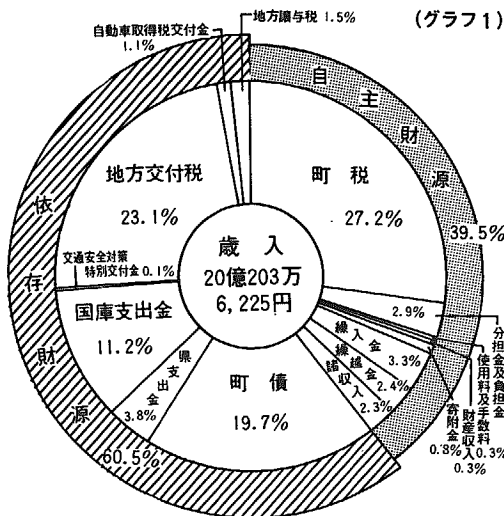 (グラフ1)
地方譲与税 1.5%
自動車取得税交付金
1.1%
自主財源
39.5%
町税
27.2%
分担金及負担金
2.9%
使用料及手数料
0.3%
財産収入
0.3%
寄附金
0.8%
繰入金
3.3%
繰越金
2.4%
諸収入
2.3%
町債
19.7%
県支出金
3.8%
国庫支出金
11.2%
交通安全対策
特別交付金 0.1%
地方交付税
23.1%
依存財源
60.5%
歳入
20億203万
6,225円